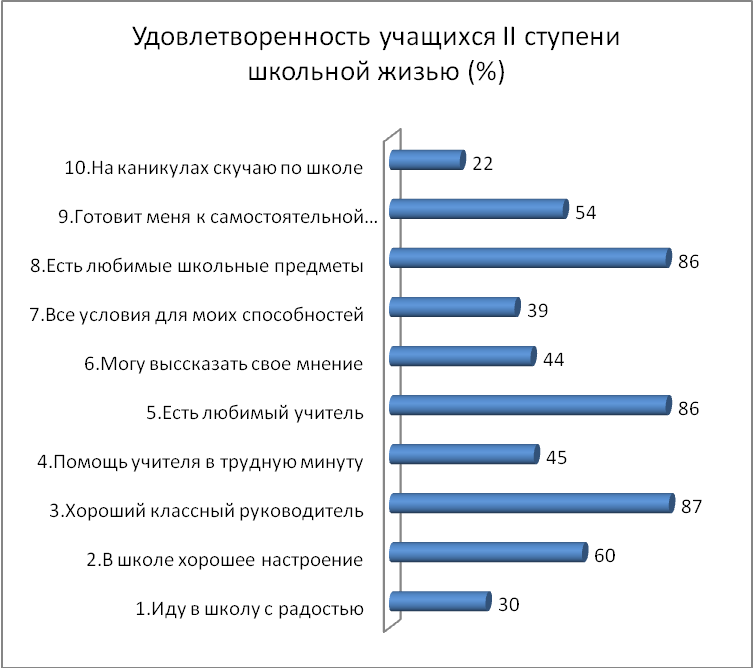 Удовлетворенность учащихся II ступени
школьной жизью (%)
10.На каникулах скучаю по школе 22
9.Готовит меня к самостоятельной… 54
8.Есть любимые школьные предметы 86
7.Все условия для моих способностей 39
6.Могу выссказать свое мнение 44
5.Есть любимый учитель 86
4.Помощь учителя в трудную минуту 45
3.Хороший классный руководитель 87
2.В школе хорошее настроение 60
1.Иду в школу с радостью 30